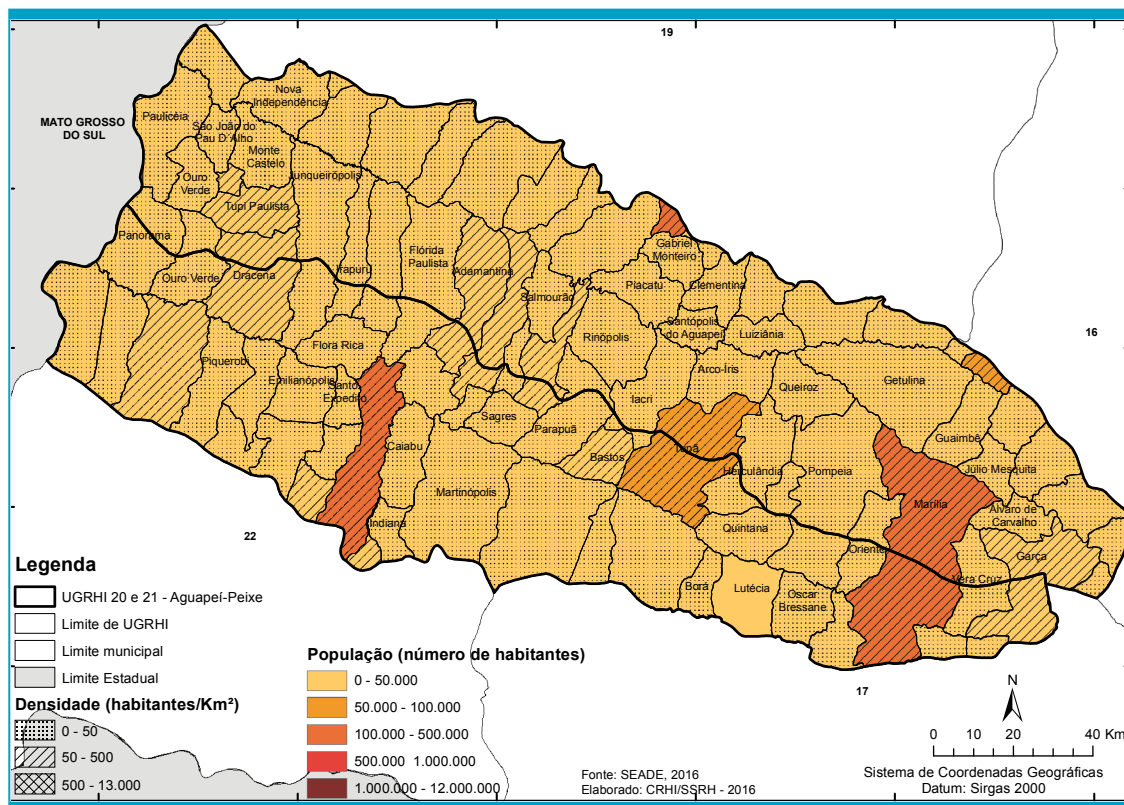 19
Nova
Independência
Paulicéia
MATO GROSSO
DO SUL
São João do
Pau D´Alho
Monte
Castelo
Junqueirópolis
Ouro
Verde
Tupi Paulista
Panorama
Gabriel
Monteiro
Flórida
Paulista
Adamantina
Irapuru
Ouro Verde
Dracena
Piacatu
Clementina
Salmourão
Santópolis
do Aguapeí
Luiziânia
16
Rinópolis
Flora Rica
Piquerobi
Arco-Íris
Emilianópolis
Santo
Expedito
Queiroz
Getulina
Iacri
Sagres
Parapuã
Guaimbê
Caiabu
Tupã
Bastos
Herculândia
Pompeia
Júlio Mesquita
Martinópolis
Marília
Álvaro de
Carvalho
Indiana
Quintana
22
Oriente
Garça
Vera Cruz
Borá
Lutécia
Oscar
Bressane
17
Legenda
UGRHI 20 e 21 - Aguapeí-Peixe
Limite de UGRHI
Limite municipal
Limite Estadual
Densidade (habitantes/Km²)
0 - 50
50 - 500
500 - 13.000
População (número de habitantes)
0 - 50.000
50.000 - 100.000
100.000 - 500.000
500.000 1.000.000
1.000.000 - 12.000.000
Fonte: SEADE, 2016
Elaborado: CRHI/SSRH - 2016
N
0 10 20 40 Km
Sistema de Coordenadas Geográficas
Datum: Sirgas 2000